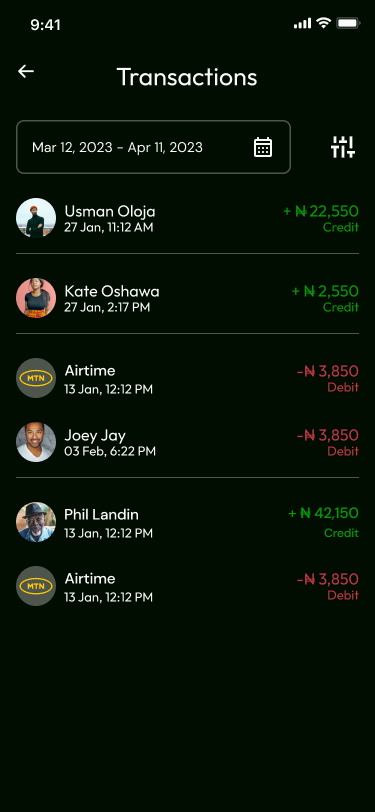 9:41
Transactions
Mar 12, 2023 - Apr 11, 2023
Usman Oloja
+ ₦ 22,550
27 Jan, 11:12 AM
Credit
Kate Oshawa
+ ₦ 2,550
27 Jan, 2:17 PM
Credit
MTN
Airtime
-₦ 3,850
13 Jan, 12:12 PM
Debit
Joey Jay
-₦ 3,850
03 Feb, 6:22 PM
Debit
Phil Landin
+ ₦ 42,150
13 Jan, 12:12 PM
Credit
MTN
Airtime
-₦ 3,850
13 Jan, 12:12 PM
Debit